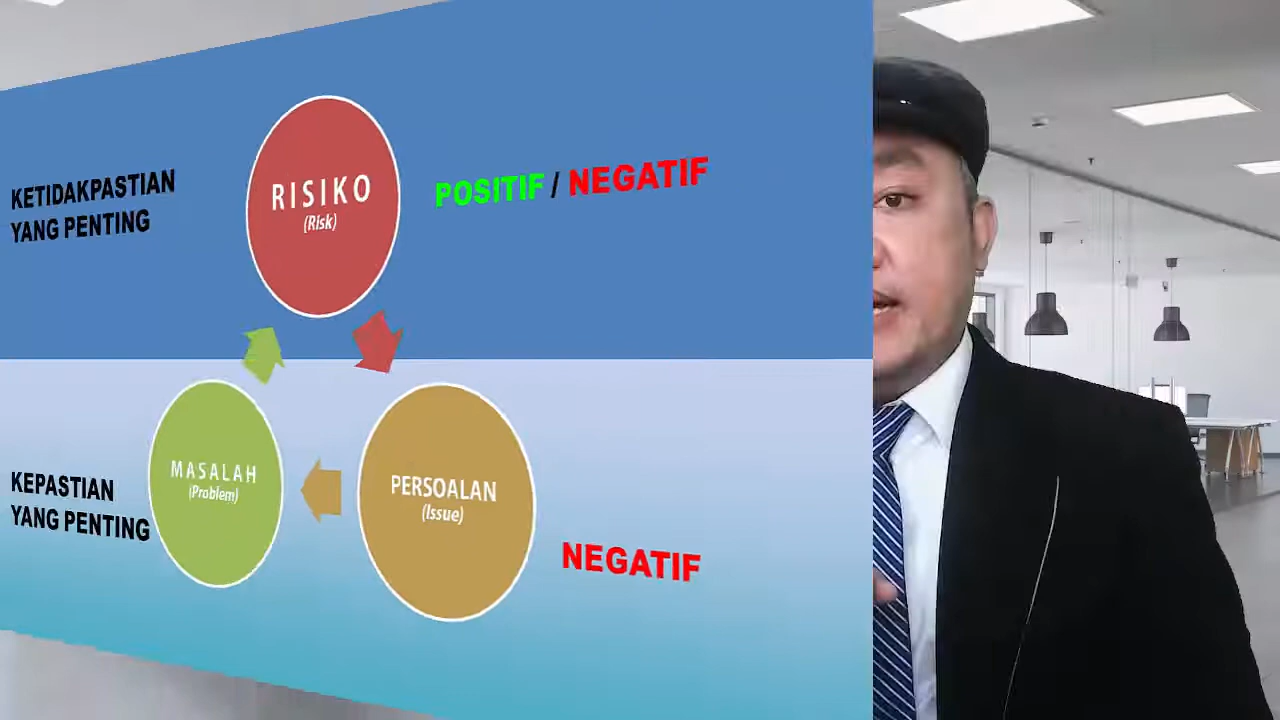 KETIDAKPASTIAN
YANG PENTING
RISIKO
(Risk)
POSITIF / NEGATIF
MASALAH
(Problem)
PERSOALAN
(Issue)
KEPASTIAN
YANG PENTING
NEGATIF